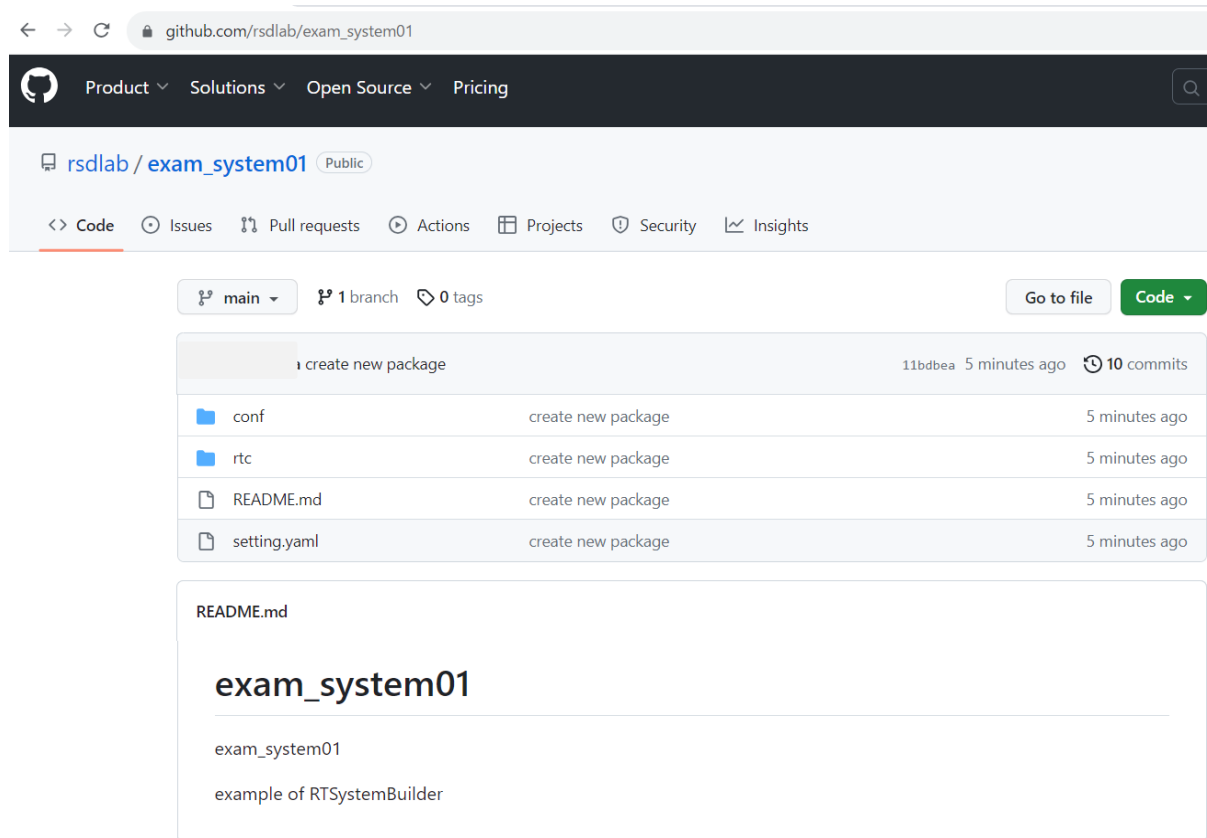 github.com/rsdlab/exam_system01
Product Solutions Open Source Pricing
rsdlab / exam_system01 Public
<> Code Issues Pull requests Actions Projects Security Insights
main 1 branch 0 tags Go to file Code
create new package 11bdbea 5 minutes ago 10 commits
conf create new package 5 minutes ago
rtc create new package 5 minutes ago
README.md create new package 5 minutes ago
setting.yaml create new package 5 minutes ago
README.md
exam_system01
exam_system01
example of RTSystemBuilder